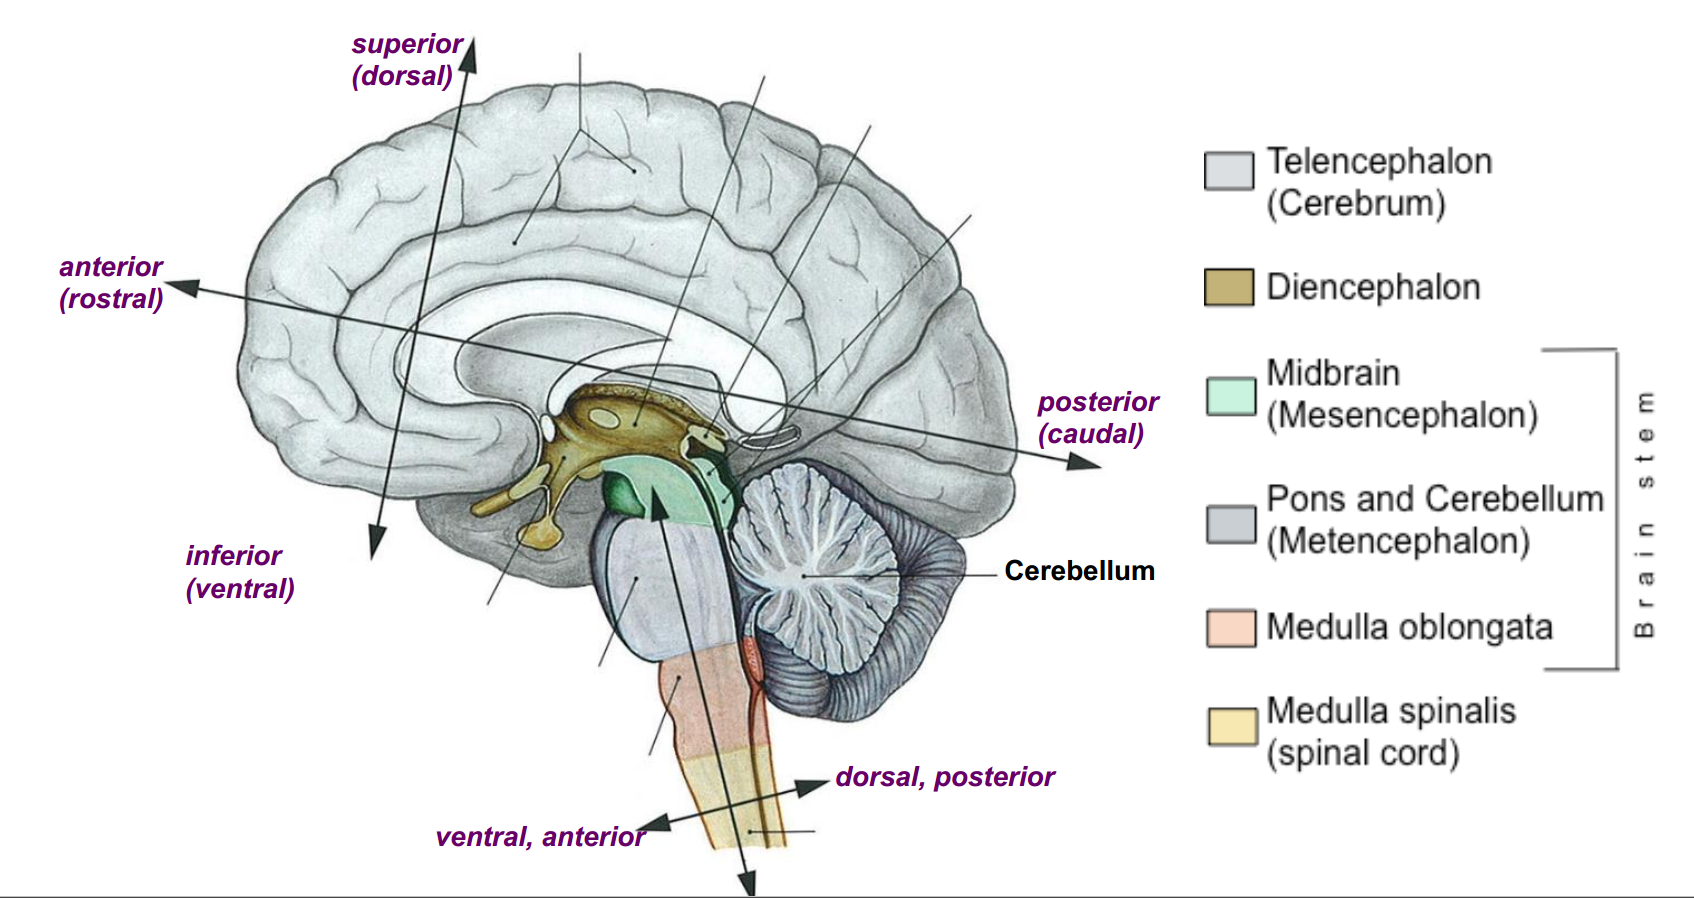 superior
(dorsal)
anterior
(rostral)
posterior
(caudal)
inferior
(ventral)
Cerebellum
dorsal, posterior
ventral, anterior
Telencephalon
(Cerebrum)
Diencephalon
Midbrain
(Mesencephalon)
Pons and Cerebellum
(Metencephalon)
Medulla oblongata
Medulla spinalis
(spinal cord)
Brain stem